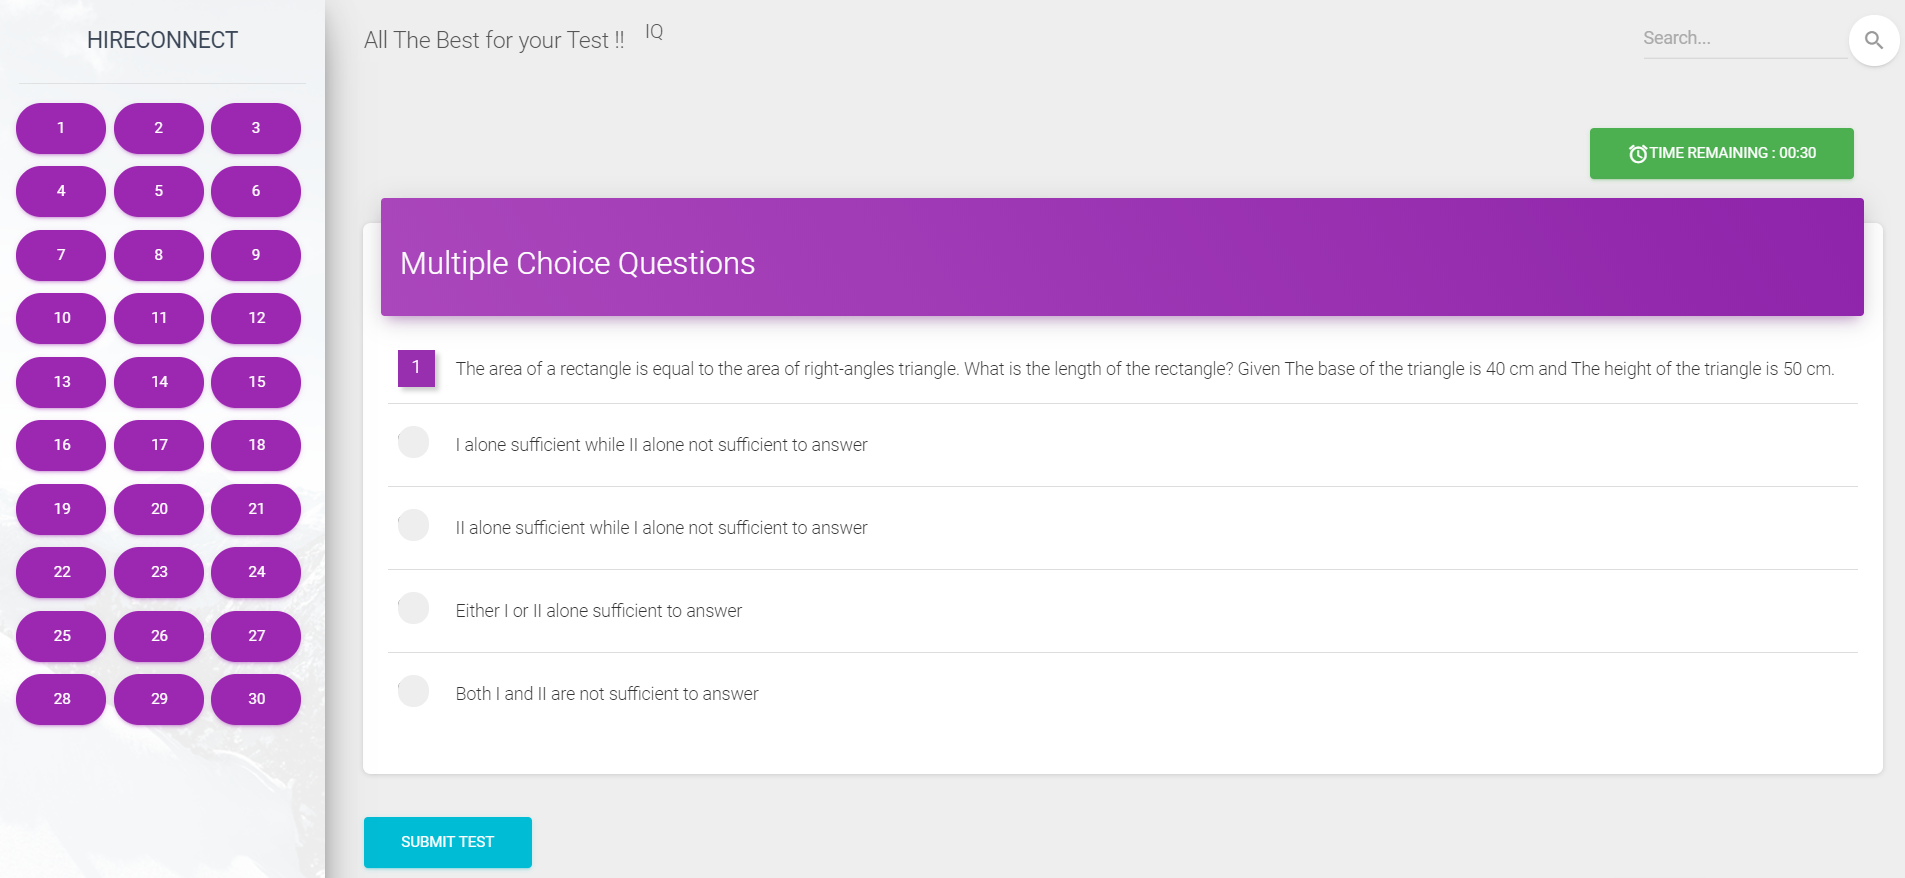 HIRECONNECT
1 2 3
4 5 6
7 8 9
10 11 12
13 14 15
16 17 18
19 20 21
22 23 24
25 26 27
28 29 30
All The Best for your Test !! IQ
Search...
TIME REMAINING : 00:30
Multiple Choice Questions
1 The area of a rectangle is equal to the area of right-angles triangle. What is the length of the rectangle? Given The base of the triangle is 40 cm and The height of the triangle is 50 cm.
I alone sufficient while II alone not sufficient to answer
II alone sufficient while I alone not sufficient to answer
Either I or II alone sufficient to answer
Both I and II are not sufficient to answer
SUBMIT TEST